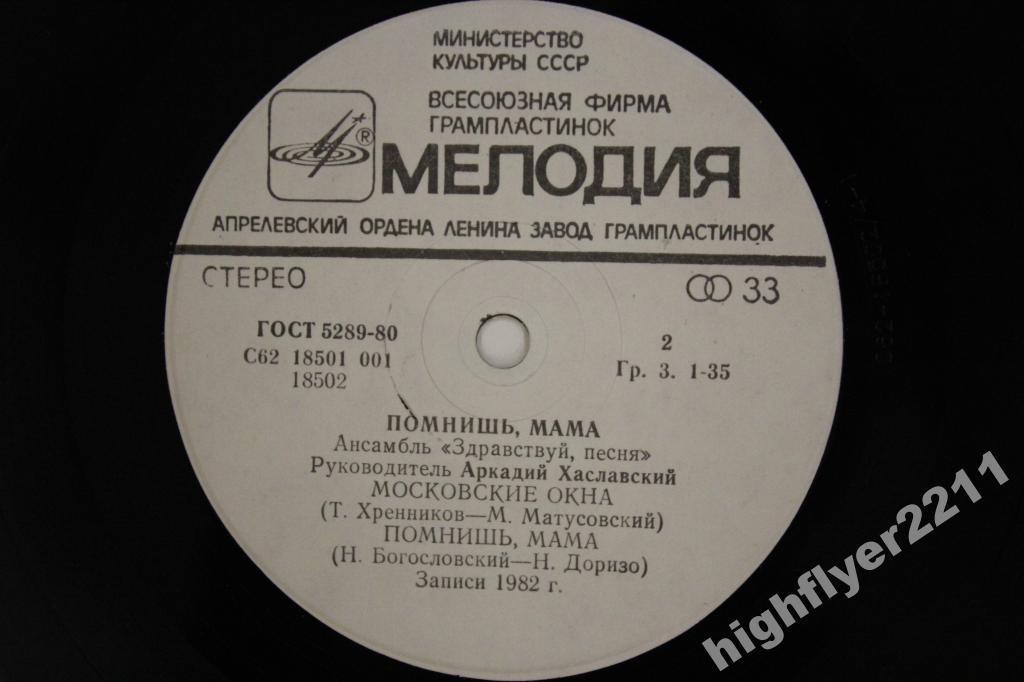 МИНИСТЕРСТВО
КУЛЬТУРЫ СССР
ВСЕСОЮЗНАЯ ФИРМА
ГРАМПЛАСТИНОК
®
МЕЛОДИЯ
АПРЕЛЕВСКИЙ ОРДЕНА ЛЕНИНА ЗАВОД ГРАМПЛАСТИНОК
СТЕРЕО 33
ГОСТ 5289-80
С62 18501 001
18502
2
Гр. 3. 1-35
ПОМНИШЬ, МАМА
Ансамбль «Здравствуй, песня»
Руководитель Аркадий Хаславский
МОСКОВСКИЕ ОКНА
(Т. Хренников—М. Матусовский)
ПОМНИШЬ, МАМА
(Н. Богословский—Н. Доризо)
Записи 1982 г.
highflyer2211